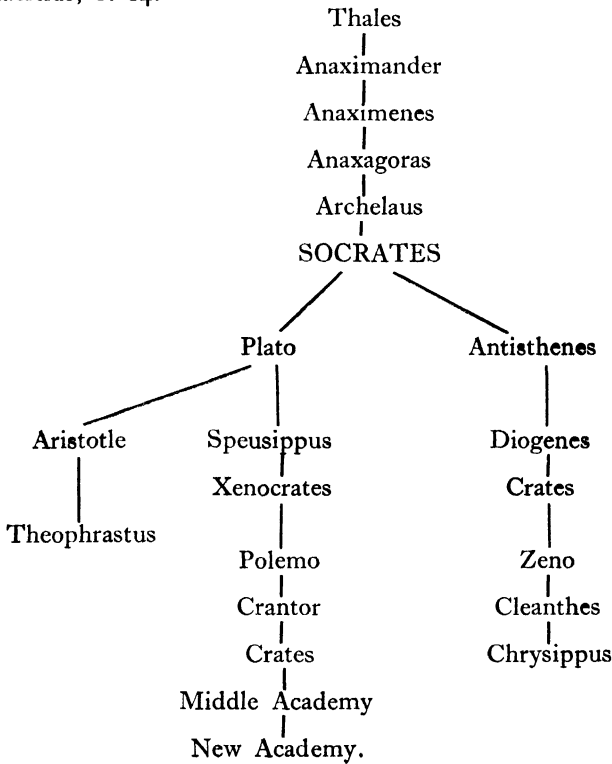 Thales
Anaximander
Anaximenes
Anaxagoras
Archelaus
SOCRATES
Plato Antisthenes
Aristotle Speusippus Diogenes
Xenocrates Crates
Theophrastus
Polemo Zeno
Crantor Cleanthes
Crates Chrysippus
Middle Academy
New Academy.